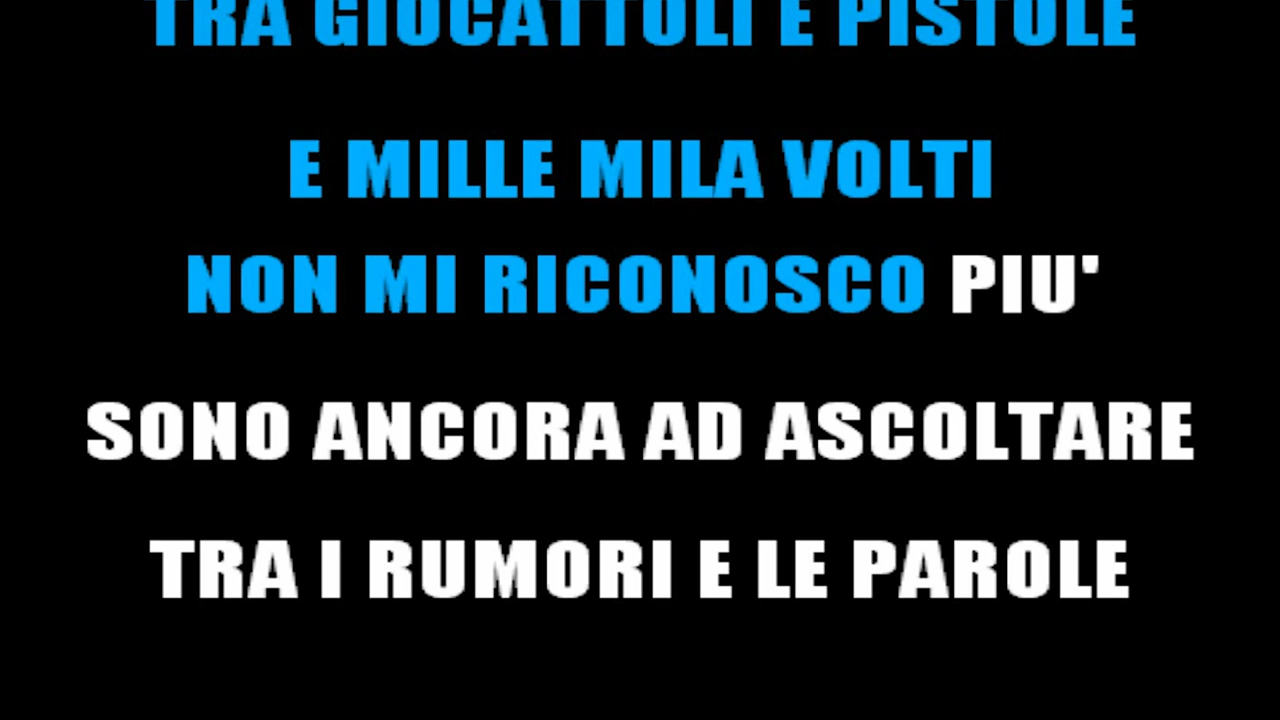 TRA GIOCATTOLI E PISTOLE
E MILLE MILA VOLTI
NON MI RICONOSCO PIU'
SONO ANCORA AD ASCOLTARE
TRA I RUMORI E LE PAROLE